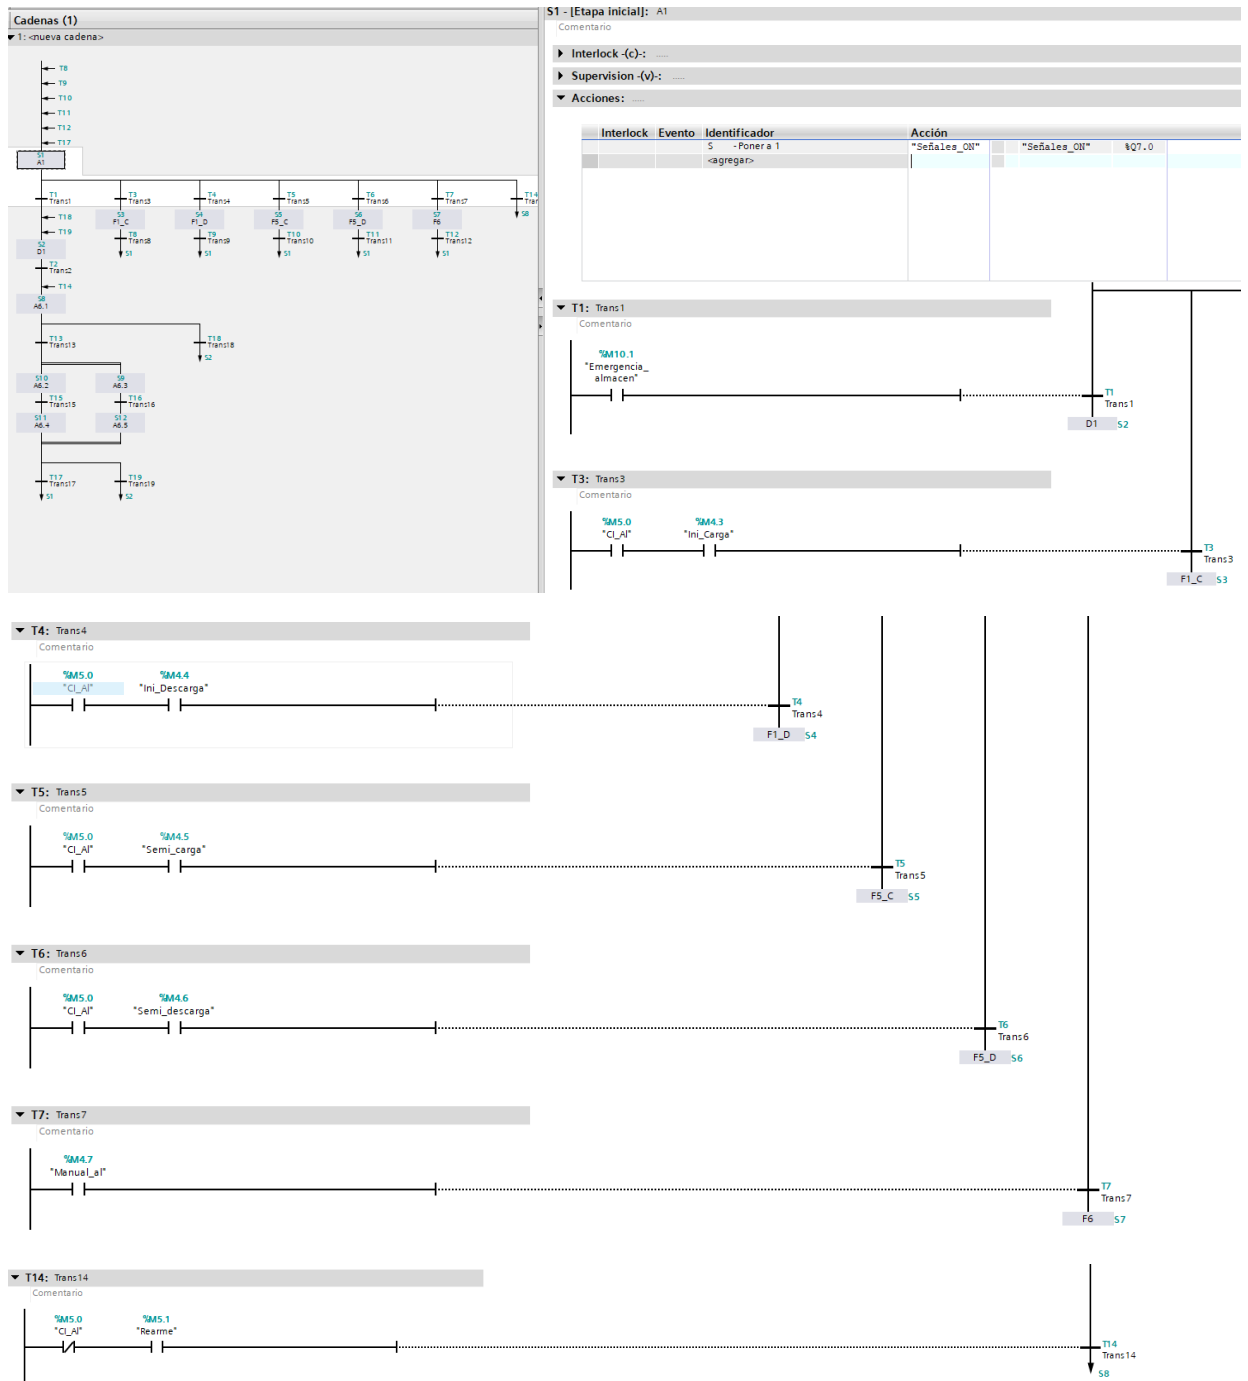 Cadenas (1)
1: <nueva cadena>
T8
T9
T10
T11
T12
T17
S1
A1
T1
Trans1
T3
Trans3
T4
Trans4
T5
Trans5
T6
Trans6
T7
Trans7
T14
S8
T18
T19
S2
D1
S3
F1_C
S4
F1_D
S5
F5_C
S6
F5_D
S7
F6
T8
Trans8
S1
T9
Trans9
S1
T10
Trans10
S1
T11
Trans11
S1
T12
Trans12
S1
T2
Trans2
T14
S8
A6.1
T13
Trans13
T18
Trans18
S2
S10
A6.2
S9
A6.3
T15
Trans15
T16
Trans16
S11
A6.4
S12
A6.5
T17
Trans17
S1
T19
Trans19
S2
S1 - [Etapa inicial]: A1
Comentario
Interlock -(c)-: .....
Supervision -(v)-: .....
Acciones: .....
Interlock Evento Identificador Acción
S -Poner a 1 "Señales_ON" "Señales_ON" %Q7.0
<agregar>
T1: Trans1
Comentario
%M10.1
"Emergencia_
almacen"
T1
Trans1
D1 S2
T3: Trans3
Comentario
%M5.0 %M4.3
"CI_Al" "Ini_Carga"
T3
Trans3
F1_C S3
T4: Trans4
Comentario
%M5.0 %M4.4
"CI_Al" "Ini_Descarga"
T4
Trans4
F1_D S4
T5: Trans5
Comentario
%M5.0 %M4.5
"CI_Al" "Semi_carga"
T5
Trans5
F5_C S5
T6: Trans6
Comentario
%M5.0 %M4.6
"CI_Al" "Semi_descarga"
T6
Trans6
F5_D S6
T7: Trans7
Comentario
%M4.7
"Manual_al"
T7
Trans7
F6 S7
T14: Trans14
Comentario
%M5.0 %M5.1
"CI_Al" "Rearme"
T14
Trans14
S8